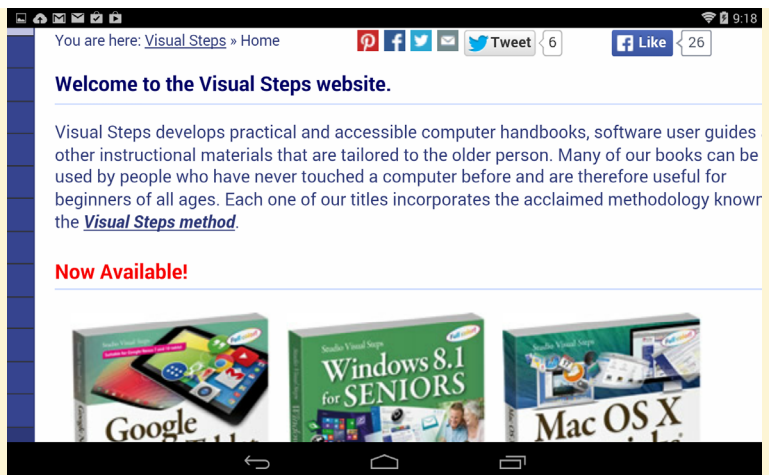 9:18
You are here: Visual Steps » Home
Tweet 6
Like 26
Welcome to the Visual Steps website.
Visual Steps develops practical and accessible computer handbooks, software user guides
other instructional materials that are tailored to the older person. Many of our books can be
used by people who have never touched a computer before and are therefore useful for
beginners of all ages. Each one of our titles incorporates the acclaimed methodology known
the Visual Steps method.
Now Available!
Studio Visual Steps
Google
Studio Visual Steps
Windows 8.1
for SENIORS
Studio Visual Steps
Mac OS X